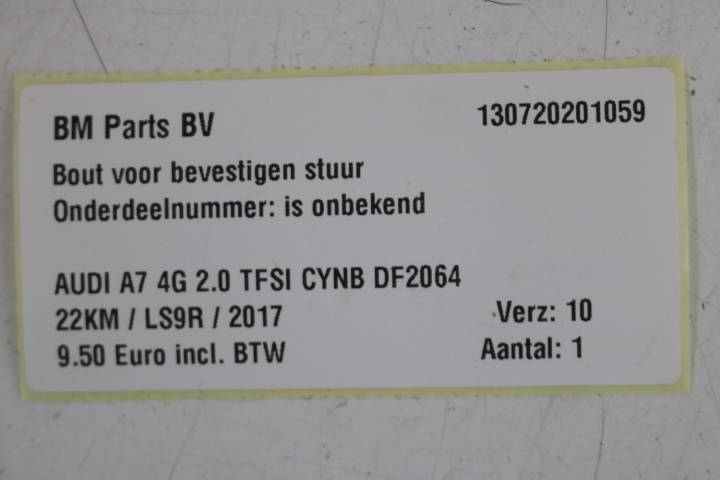 BM Parts BV 130720201059
Bout voor bevestigen stuur
Onderdeelnummer: is onbekend
AUDI A7 4G 2.0 TFSI CYNB DF2064
22KM / LS9R / 2017 Verz: 10
9.50 Euro incl. BTW Aantal: 1